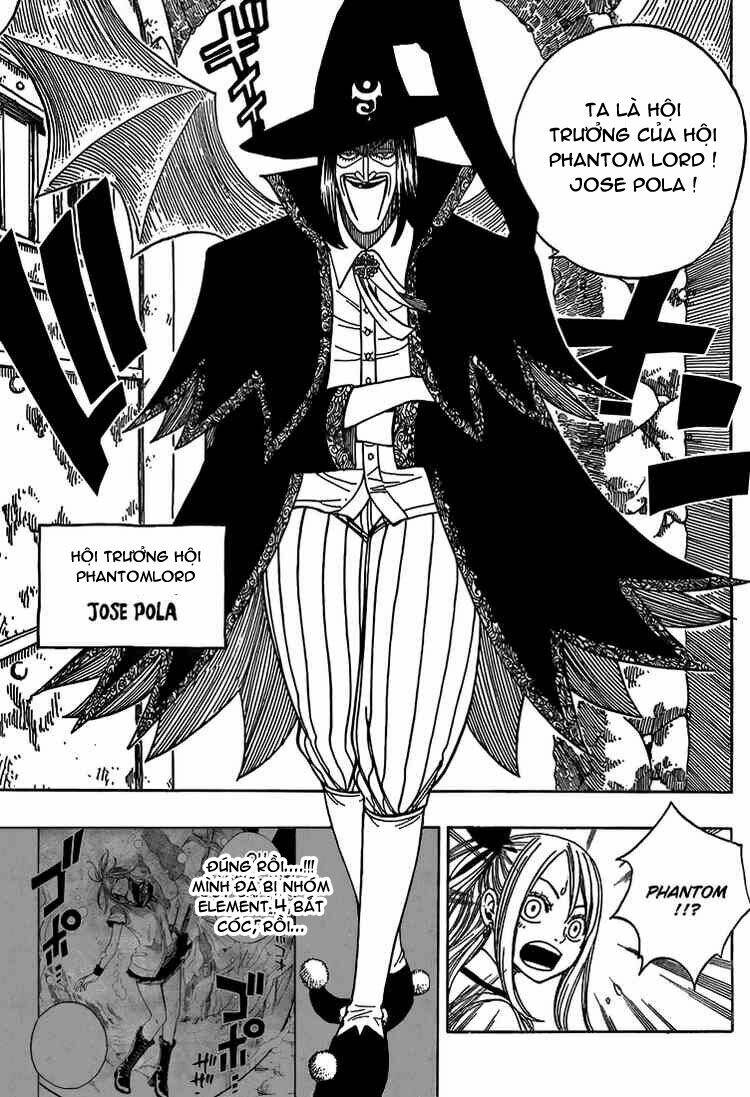 TA LÀ HỘI
TRƯỞNG CỦA HỘI
PHANTOM LORD !
JOSE POLA !
HỘI TRƯỞNG HỘI
PHANTOMLORD
JOSE POLA
PHANTOM
!!?
ĐÚNG RỒI....!!!
MÌNH ĐÃ BỊ NHÓM
ELEMENT 4 BẮT
CÓC, RỒI...